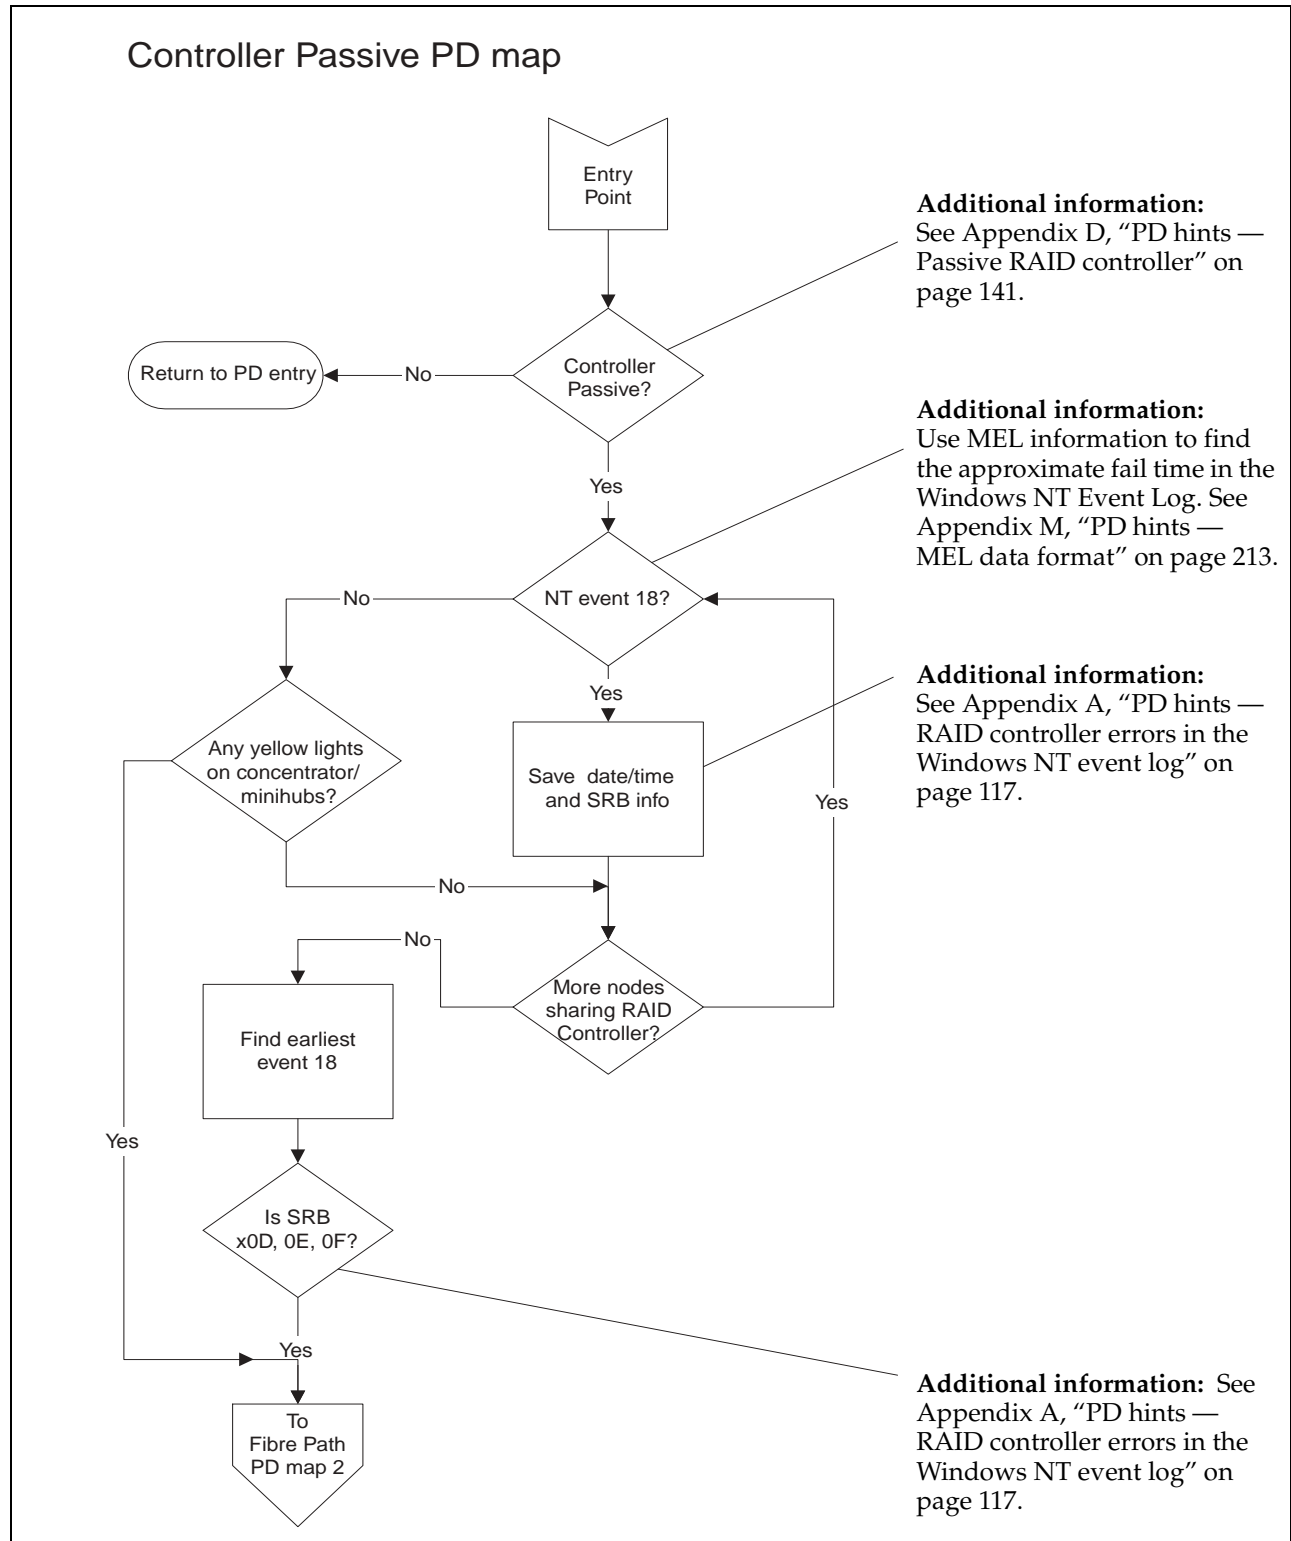 Controller Passive PD map
Entry
Point
Additional information:
See Appendix D, “PD hints —
Passive RAID controller” on
page 141.
Controller
Passive?
No
Return to PD entry
Yes
Additional information:
Use MEL information to find
the approximate fail time in the
Windows NT Event Log. See
Appendix M, “PD hints —
MEL data format” on page 213.
NT event 18?
No
Yes
Additional information:
See Appendix A, “PD hints —
RAID controller errors in the
Windows NT event log” on
page 117.
Any yellow lights
on concentrator/
minihubs?
Save date/time
and SRB info
Yes
No
No
More nodes
sharing RAID
Controller?
Find earliest
event 18
Yes
Is SRB
x0D, 0E, 0F?
Yes
To
Fibre Path
PD map 2
Additional information: See
Appendix A, “PD hints —
RAID controller errors in the
Windows NT event log” on
page 117.